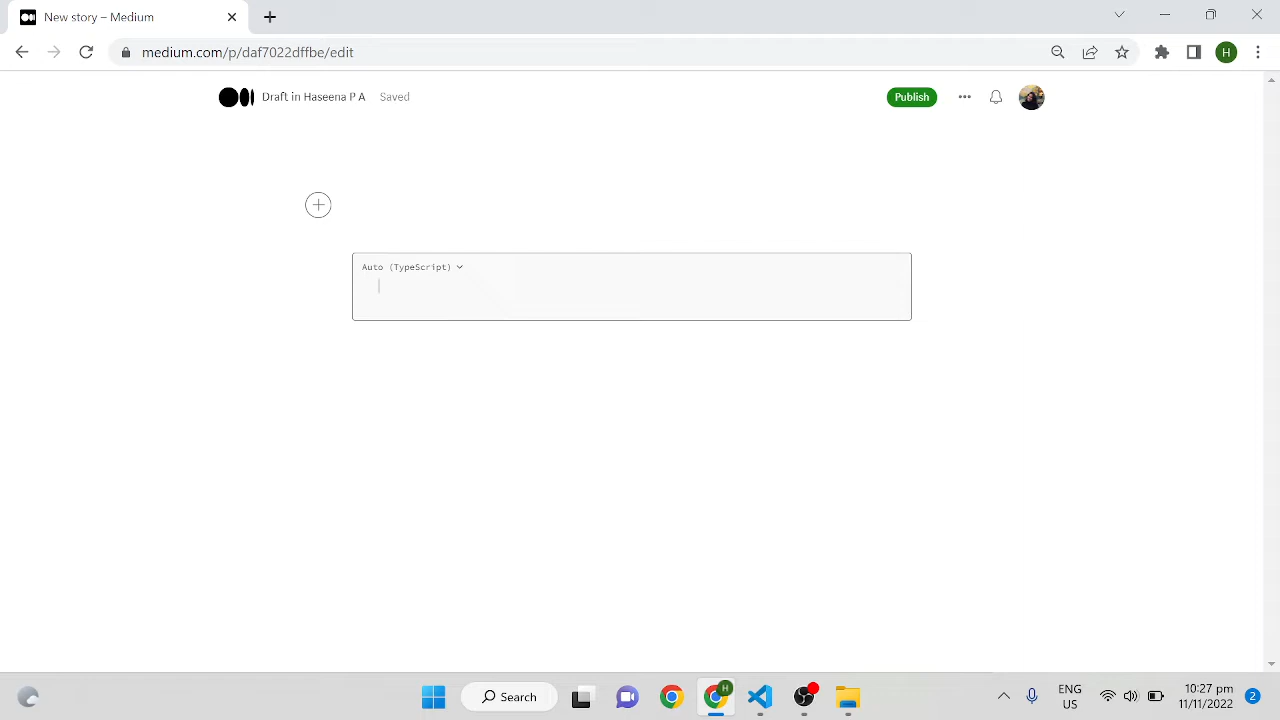 New story – Medium
medium.com/p/daf7022dffbe/edit
H
Draft in Haseena P A Saved
Publish
Auto (TypeScript)
Search
H
ENG
US
10:27 pm
11/11/2022
2